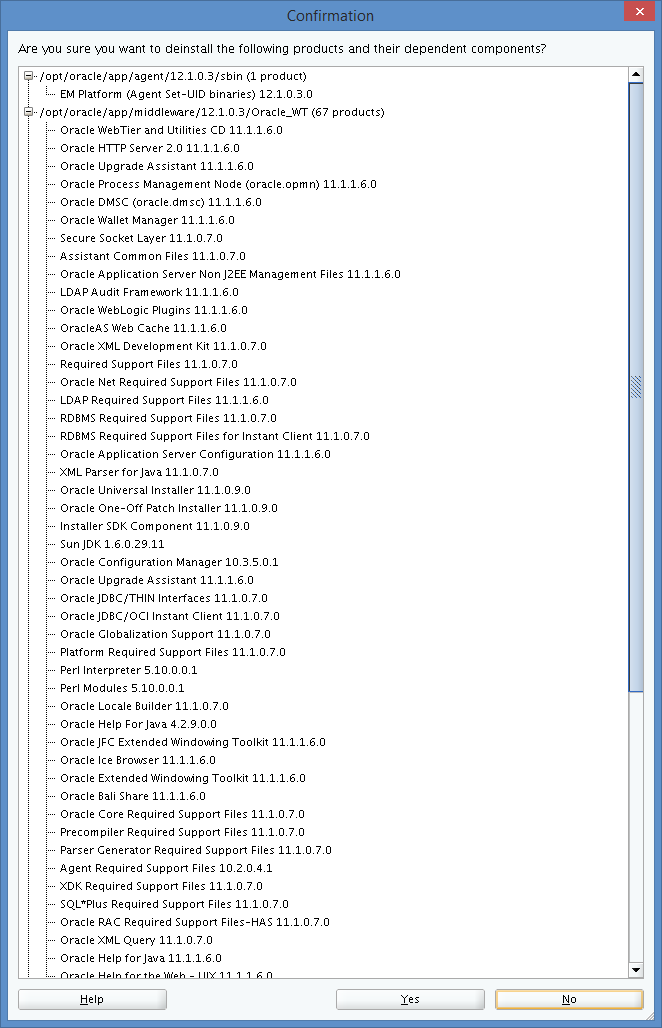 Confirmation
Are you sure you want to deinstall the following products and their dependent components?
/opt/oracle/app/agent/12.1.0.3/sbin (1 product)
EM Platform (Agent Set-UID binaries) 12.1.0.3.0
/opt/oracle/app/middleware/12.1.0.3/Oracle_WT (67 products)
Oracle WebTier and Utilities CD 11.1.1.6.0
Oracle HTTP Server 2.0 11.1.1.6.0
Oracle Upgrade Assistant 11.1.1.6.0
Oracle Process Management Node (oracle.opmn) 11.1.1.6.0
Oracle DMSC (oracle.dmsc) 11.1.1.6.0
Oracle Wallet Manager 11.1.1.6.0
Secure Socket Layer 11.1.0.7.0
Assistant Common Files 11.1.0.7.0
Oracle Application Server Non J2EE Management Files 11.1.1.6.0
LDAP Audit Framework 11.1.1.6.0
Oracle WebLogic Plugins 11.1.1.6.0
OracleAS Web Cache 11.1.1.6.0
Oracle XML Development Kit 11.1.0.7.0
Required Support Files 11.1.0.7.0
Oracle Net Required Support Files 11.1.0.7.0
LDAP Required Support Files 11.1.1.6.0
RDBMS Required Support Files 11.1.0.7.0
RDBMS Required Support Files for Instant Client 11.1.0.7.0
Oracle Application Server Configuration 11.1.1.6.0
XML Parser for Java 11.1.0.7.0
Oracle Universal Installer 11.1.0.9.0
Oracle One-Off Patch Installer 11.1.0.9.0
Installer SDK Component 11.1.0.9.0
Sun JDK 1.6.0.29.11
Oracle Configuration Manager 10.3.5.0.1
Oracle Upgrade Assistant 11.1.1.6.0
Oracle JDBC/THIN Interfaces 11.1.0.7.0
Oracle JDBC/OCI Instant Client 11.1.0.7.0
Oracle Globalization Support 11.1.0.7.0
Platform Required Support Files 11.1.0.7.0
Perl Interpreter 5.10.0.0.1
Perl Modules 5.10.0.0.1
Oracle Locale Builder 11.1.0.7.0
Oracle Help For Java 4.2.9.0.0
Oracle JFC Extended Windowing Toolkit 11.1.1.6.0
Oracle Ice Browser 11.1.1.6.0
Oracle Extended Windowing Toolkit 11.1.1.6.0
Oracle Bali Share 11.1.1.6.0
Oracle Core Required Support Files 11.1.0.7.0
Precompiler Required Support Files 11.1.0.7.0
Parser Generator Required Support Files 11.1.0.7.0
Agent Required Support Files 10.2.0.4.1
XDK Required Support Files 11.1.0.7.0
SQL*Plus Required Support Files 11.1.0.7.0
Oracle RAC Required Support Files-HAS 11.1.0.7.0
Oracle XML Query 11.1.0.7.0
Oracle Help for Java 11.1.1.6.0
Oracle Help for the Web - UIX 11.1.1.6.0
Help Yes No